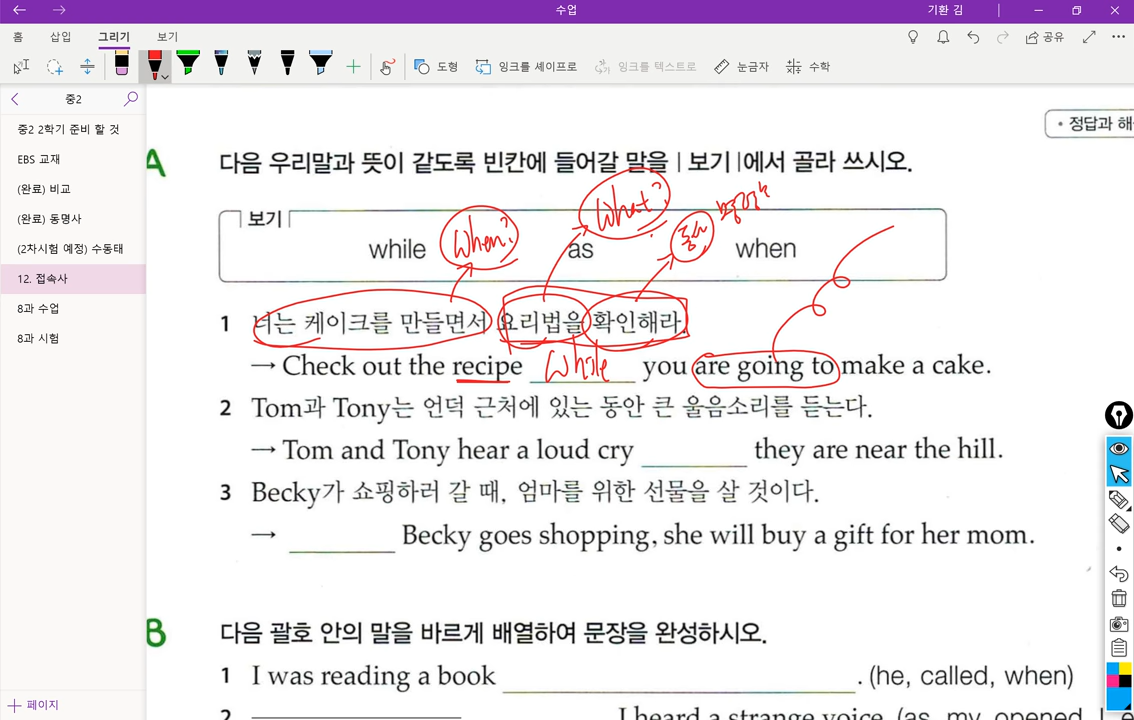 수업
기환 김
홈 삽입 그리기 보기
도형 잉크를 셰이프로 잉크를 텍스트로 눈금자 수학
공유
중2
중2 2학기 준비 할 것
EBS 교재
(완료) 비교
(완료) 동명사
(2차시험 예정) 수동태
12. 접속사
8과 수업
8과 시험
페이지
• 정답과 해
A 다음 우리말과 뜻이 같도록 빈칸에 들어갈 말을 | 보기 |에서 골라 쓰시오.
보기
while When? as What? when
1 너는 케이크를 만들면서 요리법을 확인해라.
→ Check out the recipe While you are going to make a cake.
2 Tom과 Tony는 언덕 근처에 있는 동안 큰 울음소리를 듣는다.
→ Tom and Tony hear a loud cry ________ they are near the hill.
3 Becky가 쇼핑하러 갈 때, 엄마를 위한 선물을 살 것이다.
→ ________ Becky goes shopping, she will buy a gift for her mom.
B 다음 괄호 안의 말을 바르게 배열하여 문장을 완성하시오.
1 I was reading a book ________. (he, called, when)
2 ________ I heard a strange voice. (as, my, opened, I, e